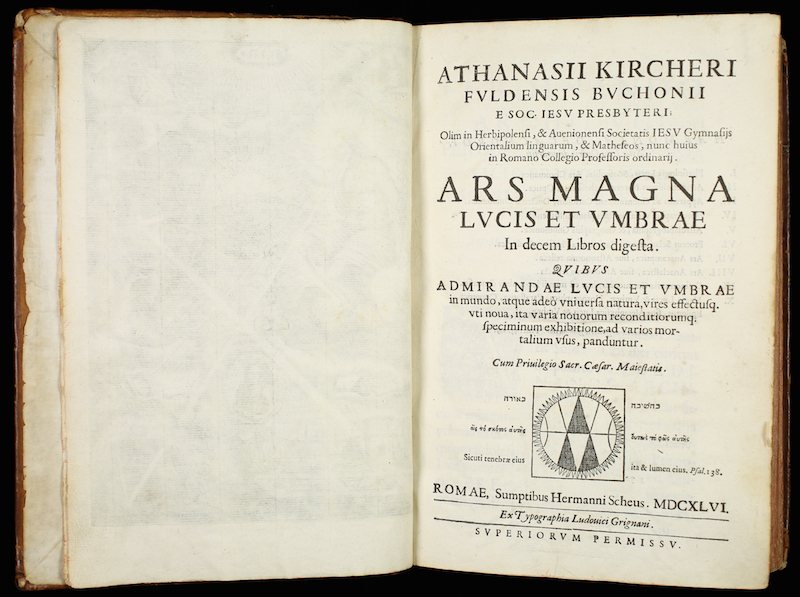 ATHANASII KIRCHERI
FVLDENSIS BVCHONII
E SOC. IESV PRESBYTERI;
Olim in Herbipolensi, & Auenionensi Societatis IESV Gymnasijs
Orientalium linguarum, & Matheseos, nunc huius
in Romano Collegio Professoris ordinarij.
ARS MAGNA
LVCIS ET VMBRAE
In decem Libros digesta.
QVIBVS
ADMIRANDAE LVCIS ET VMBRAE
in mundo, atque adeò vniuersa natura, vires effectusq.
vti noua, ita varia nouorum reconditiorumq.
speciminum exhibitione, ad varios mor-
talium vsus, panduntur.
Cum Priuilegio Sacr. Cæsar. Maiestatis.
כאורה כחשיכה
ὡς τὸ σκότος αὐτῆς οὕτως τὸ φῶς αὐτῆς
Sicuti tenebræ eius ita & lumen eius. Psal. 138.
ROMAE, Sumptibus Hermanni Scheus. MDCXLVI.
Ex Typographia Ludouici Grignani.
SVPERIORVM PERMISSV.